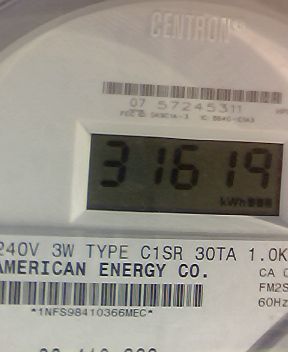 CENTRON
07 57245311
31619
kWh
240V 3W TYPE C1SR 30TA 1.0K
AMERICAN ENERGY CO.
CA
FM2S
60Hz
*1NFS98410366MEC*